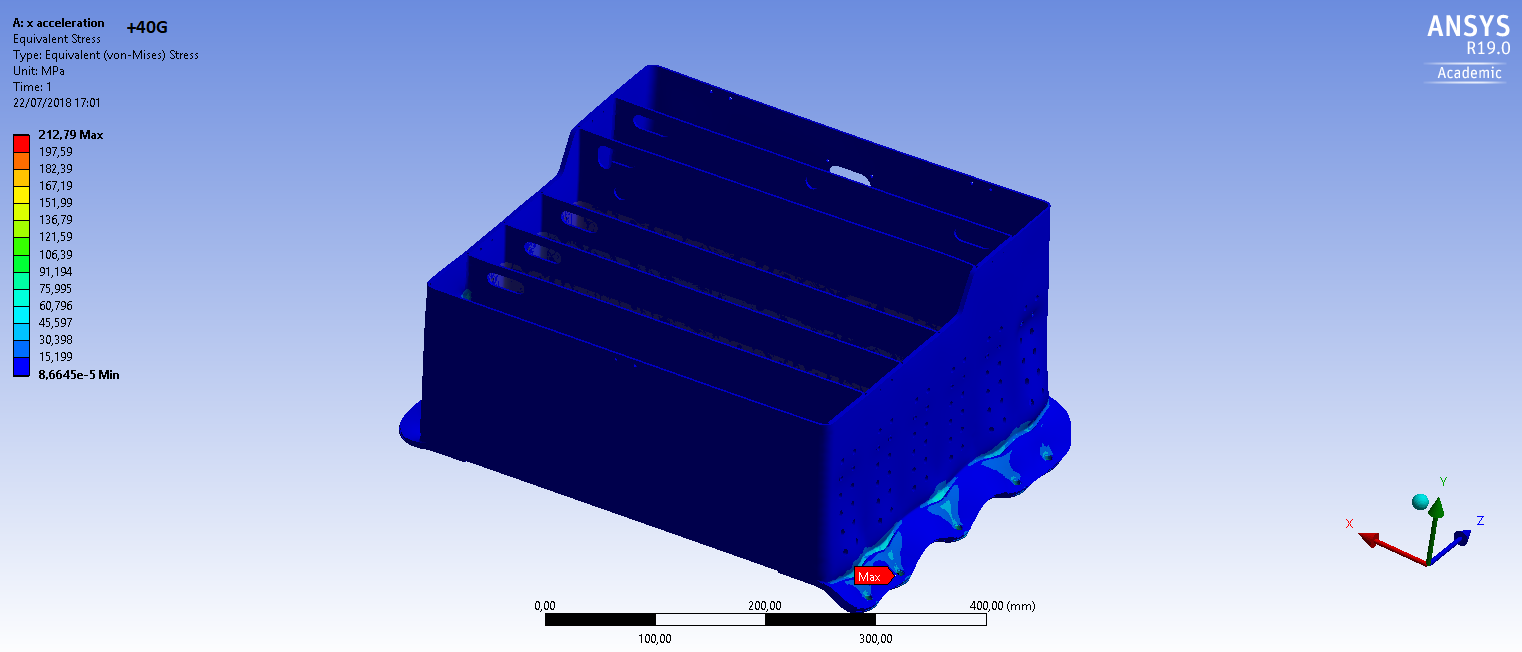 A: x acceleration +40G
Equivalent Stress
Type: Equivalent (von-Mises) Stress
Unit: MPa
Time: 1
22/07/2018 17:01
ANSYS
R19.0
Academic
212,79 Max
197,59
182,39
167,19
151,99
136,79
121,59
106,39
91,194
75,995
60,796
45,597
30,398
15,199
8,6645e-5 Min
Max
Y
X
Z
0,00 200,00 400,00 (mm)
100,00 300,00